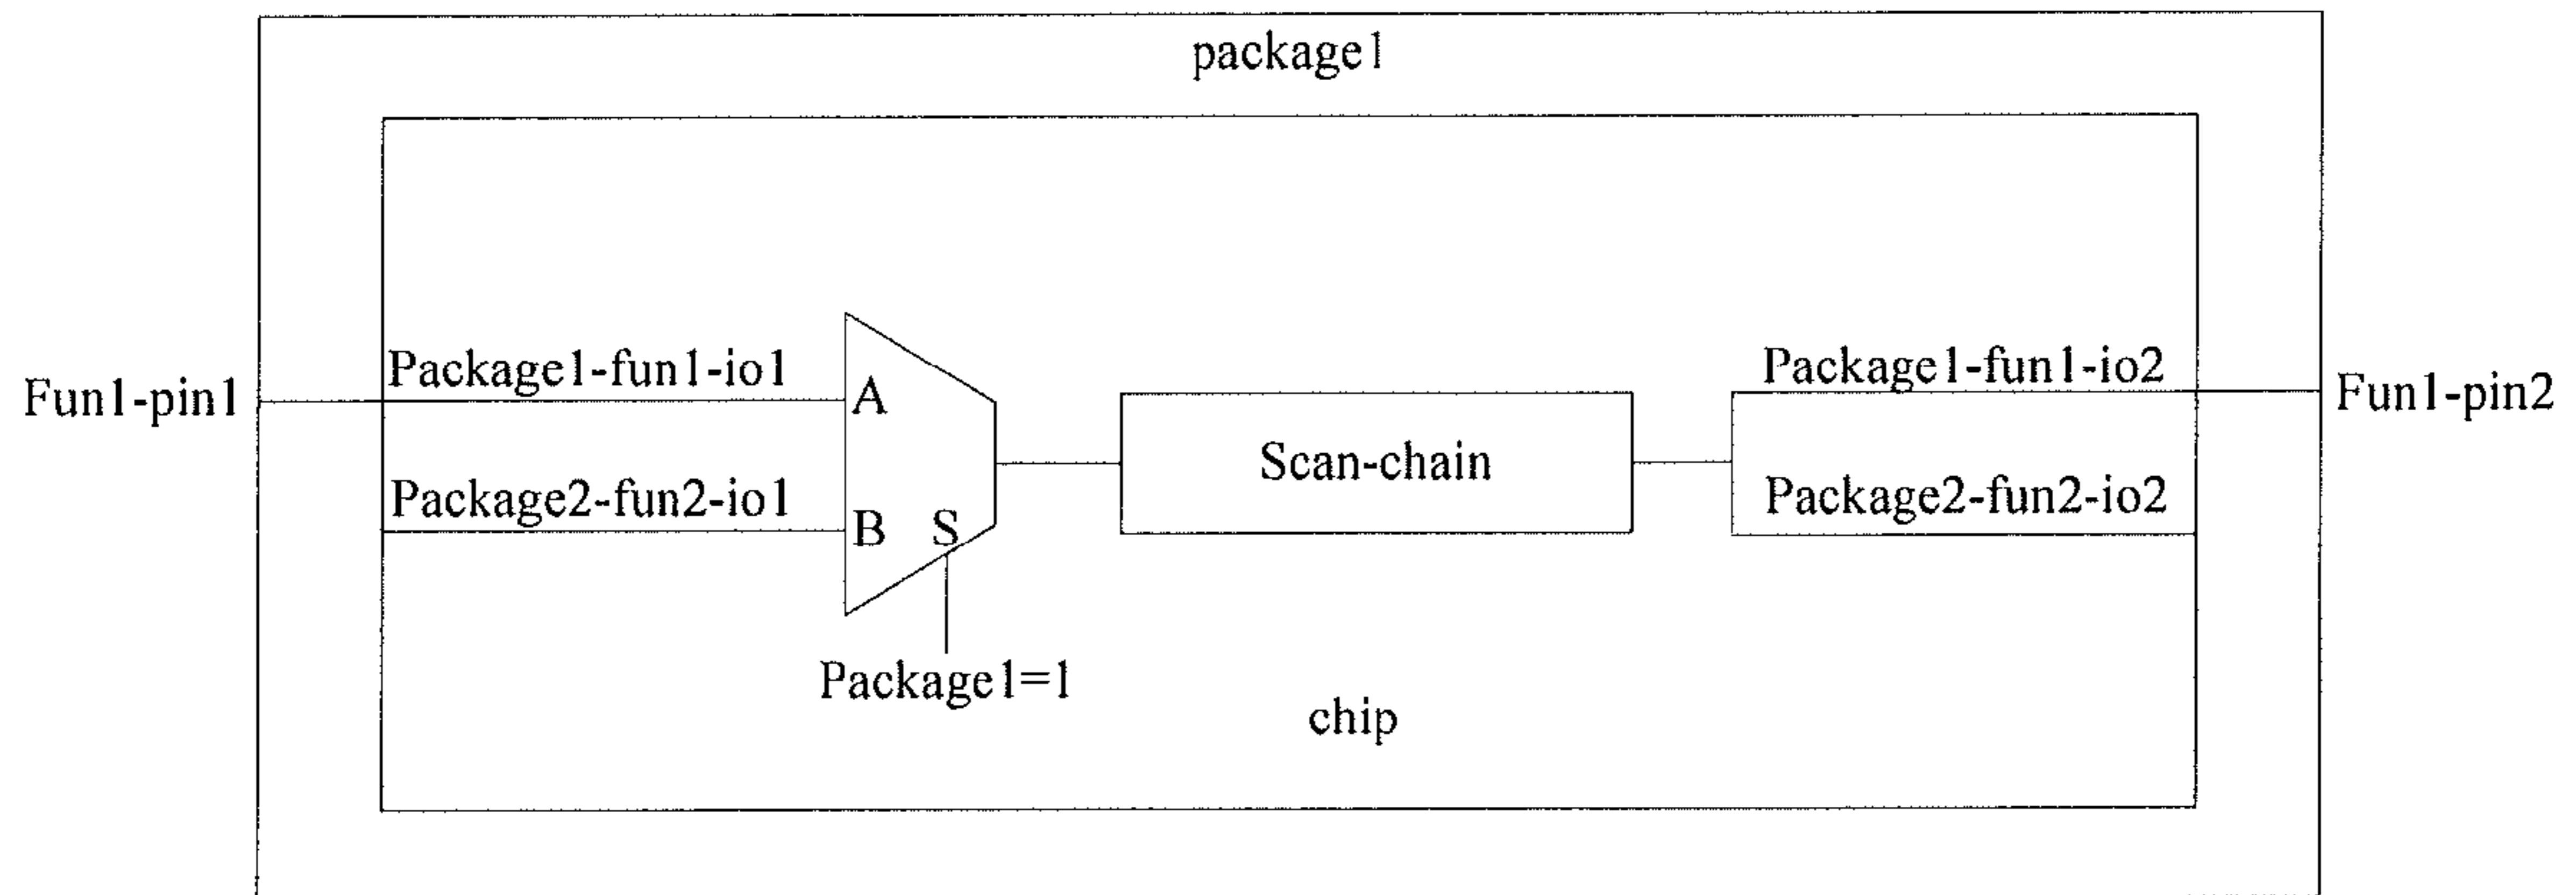 package1
Package1-fun1-io1
Package1-fun1-io2
Fun1-pin1
A
Fun1-pin2
Scan-chain
Package2-fun2-io1
Package2-fun2-io2
B
S
Package1=1
chip